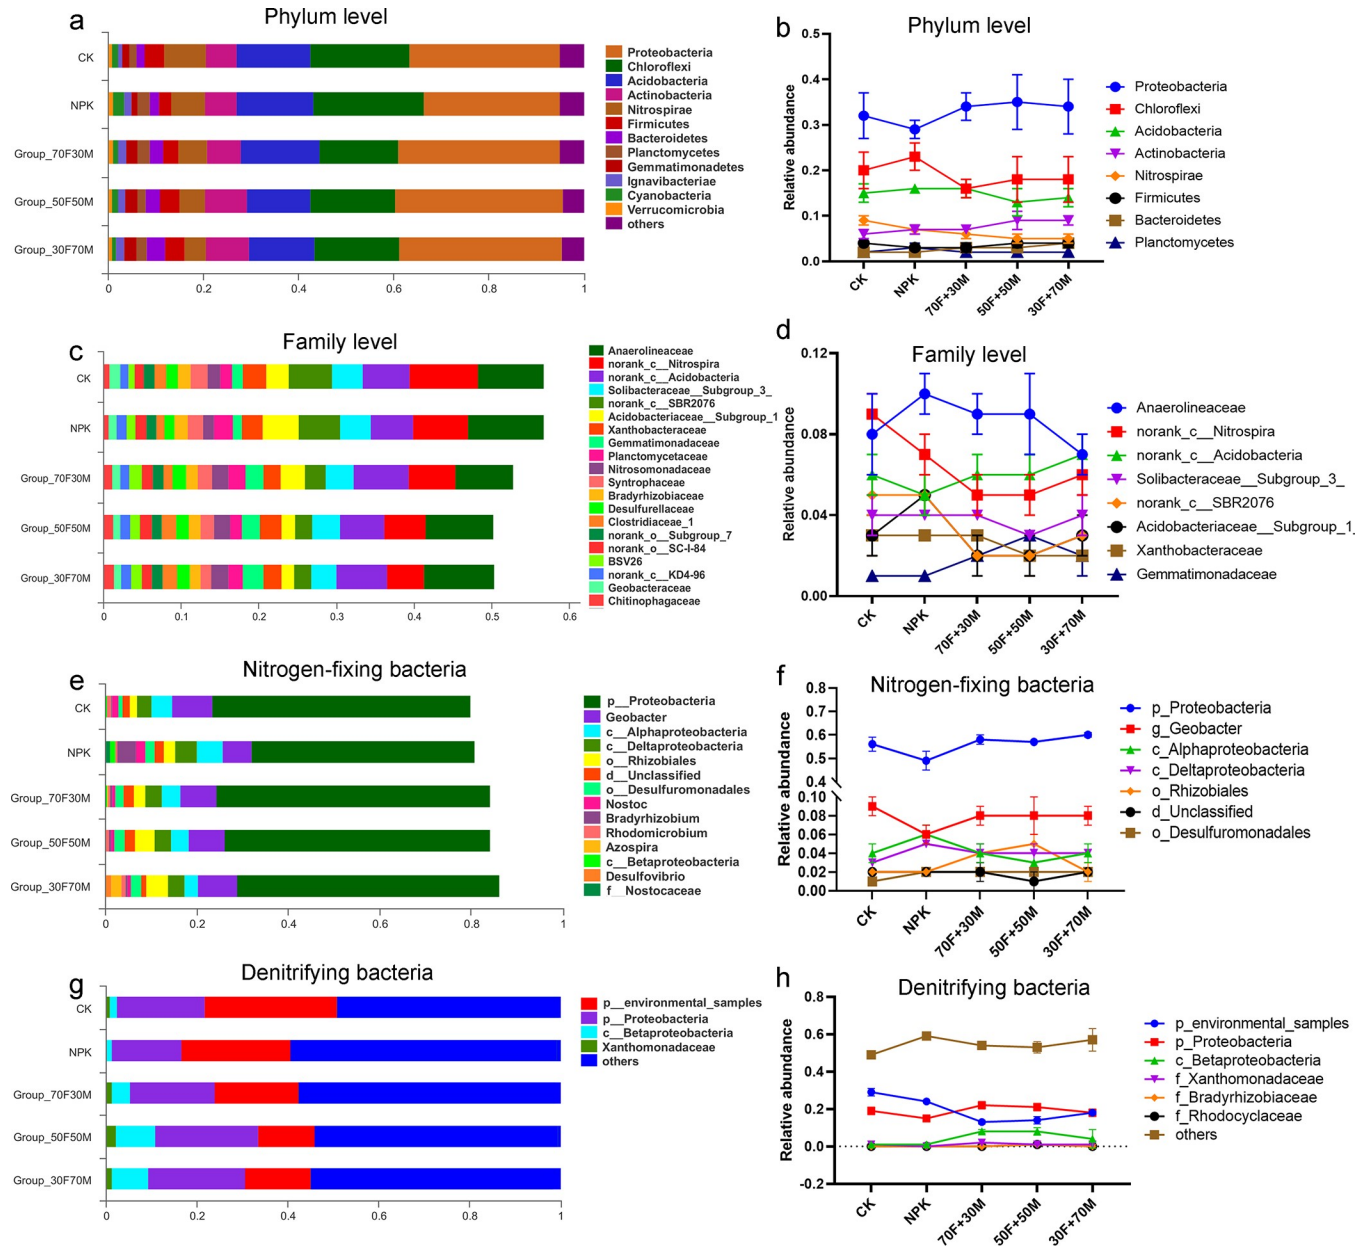 a
Phylum level
CK
NPK
Group_70F30M
Group_50F50M
Group_30F70M
0
0.2
0.4
0.6
0.8
1
Proteobacteria
Chloroflexi
Acidobacteria
Actinobacteria
Nitrospirae
Firmicutes
Bacteroidetes
Planctomycetes
Gemmatimonadetes
Ignavibacteriae
Cyanobacteria
Verrucomicrobia
others
b
Phylum level
Relative abundance
0.5
0.4
0.3
0.2
0.1
0.0
CK
NPK
70F+30M
50F+50M
30F+70M
Proteobacteria
Chloroflexi
Acidobacteria
Actinobacteria
Nitrospirae
Firmicutes
Bacteroidetes
Planctomycetes
c
Family level
CK
NPK
Group_70F30M
Group_50F50M
Group_30F70M
0
0.1
0.2
0.3
0.4
0.5
0.6
Anaerolineaceae
norank_c__Nitrospira
norank_c__Acidobacteria
Solibacteraceae__Subgroup_3_
norank_c__SBR2076
Acidobacteriaceae__Subgroup_1
Xanthobacteraceae
Gemmatimonadaceae
Planctomycetaceae
Nitrosomonadaceae
Syntrophaceae
Bradyrhizobiaceae
Desulfurellaceae
Clostridiaceae_1
norank_o__Subgroup_7
norank_o__SC-I-84
BSV26
norank_c__KD4-96
Geobacteraceae
Chitinophagaceae
d
Family level
Relative abundance
0.12
0.08
0.04
0.00
CK
NPK
70F+30M
50F+50M
30F+70M
Anaerolineaceae
norank_c__Nitrospira
norank_c__Acidobacteria
Solibacteraceae__Subgroup_3_
norank_c__SBR2076
Acidobacteriaceae__Subgroup_1_
Xanthobacteraceae
Gemmatimonadaceae
e
Nitrogen-fixing bacteria
CK
NPK
Group_70F30M
Group_50F50M
Group_30F70M
0
0.2
0.4
0.6
0.8
1
p__Proteobacteria
Geobacter
c__Alphaproteobacteria
c__Deltaproteobacteria
o__Rhizobiales
d__Unclassified
o__Desulfuromonadales
Nostoc
Bradyrhizobium
Rhodomicrobium
Azospira
c__Betaproteobacteria
Desulfovibrio
f__Nostocaceae
f
Nitrogen-fixing bacteria
Relative abundance
0.8
0.7
0.6
0.5
0.4
0.10
0.08
0.06
0.04
0.02
0.00
CK
NPK
70F+30M
50F+50M
30F+70M
p_Proteobacteria
g_Geobacter
c_Alphaproteobacteria
c_Deltaproteobacteria
o_Rhizobiales
d_Unclassified
o_Desulfuromonadales
g
Denitrifying bacteria
CK
NPK
Group_70F30M
Group_50F50M
Group_30F70M
0
0.2
0.4
0.6
0.8
1
p__environmental_samples
p__Proteobacteria
c__Betaproteobacteria
Xanthomonadaceae
others
h
Denitrifying bacteria
Relative abundance
0.8
0.6
0.4
0.2
0.0
-0.2
CK
NPK
70F+30M
50F+50M
30F+70M
p_environmental_samples
p_Proteobacteria
c_Betaproteobacteria
f_Xanthomonadaceae
f_Bradyrhizobiaceae
f_Rhodocyclaceae
others